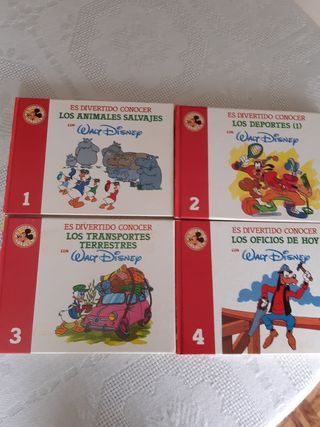 ES DIVERTIDO CONOCER
LOS ANIMALES SALVAJES
CON
WALT DISNEY
1
ES DIVERTIDO CONOCER
LOS DEPORTES (1)
CON
WALT DISNEY
2
ES DIVERTIDO CONOCER
LOS TRANSPORTES
TERRESTRES
CON
WALT DISNEY
3
ES DIVERTIDO CONOCER
LOS OFICIOS DE HOY
CON
WALT DISNEY
4